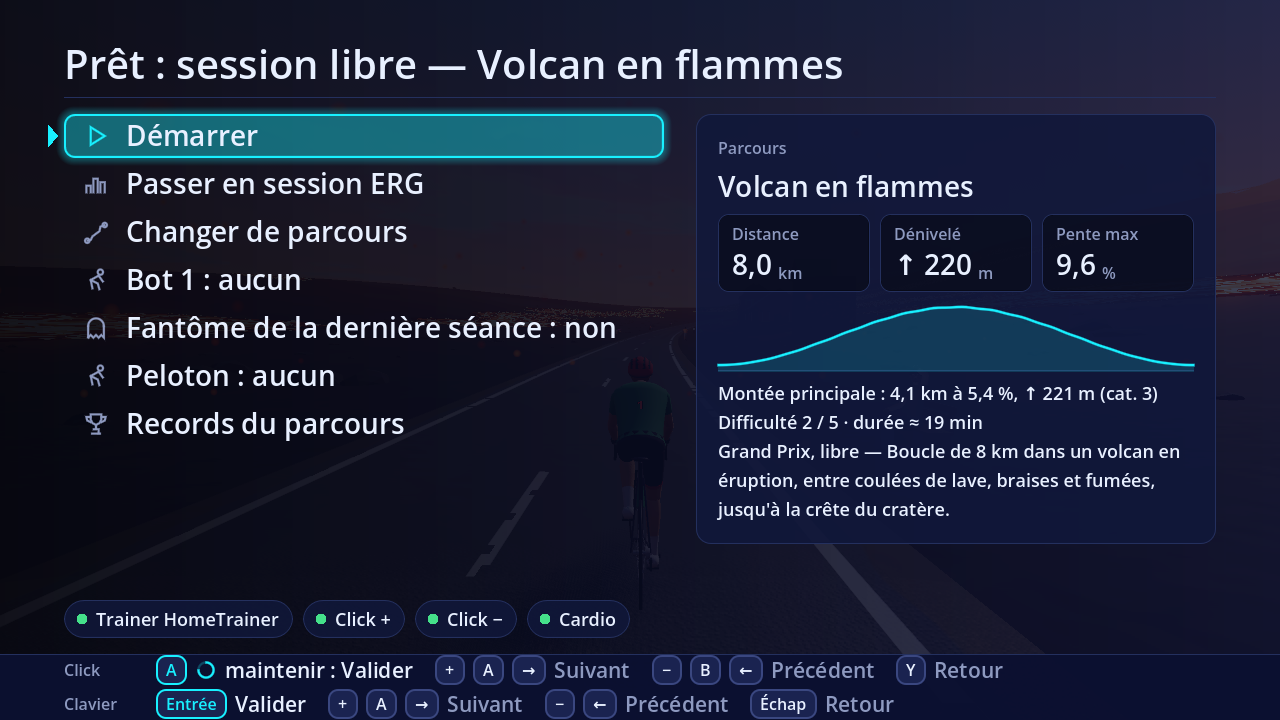 Prêt : session libre — Volcan en flammes
Démarrer
Passer en session ERG
Changer de parcours
Bot 1 : aucun
Fantôme de la dernière séance : non
Peloton : aucun
Records du parcours
Parcours
Volcan en flammes
Distance
8,0 km
Dénivelé
↑ 220 m
Pente max
9,6 %
Montée principale : 4,1 km à 5,4 %, ↑ 221 m (cat. 3)
Difficulté 2 / 5 · durée ≈ 19 min
Grand Prix, libre — Boucle de 8 km dans un volcan en
éruption, entre coulées de lave, braises et fumées,
jusqu'à la crête du cratère.
Trainer HomeTrainer
Click +
Click −
Cardio
Click A maintenir : Valider + A → Suivant − B ← Précédent Y Retour
Clavier Entrée Valider + A → Suivant − ← Précédent Échap Retour